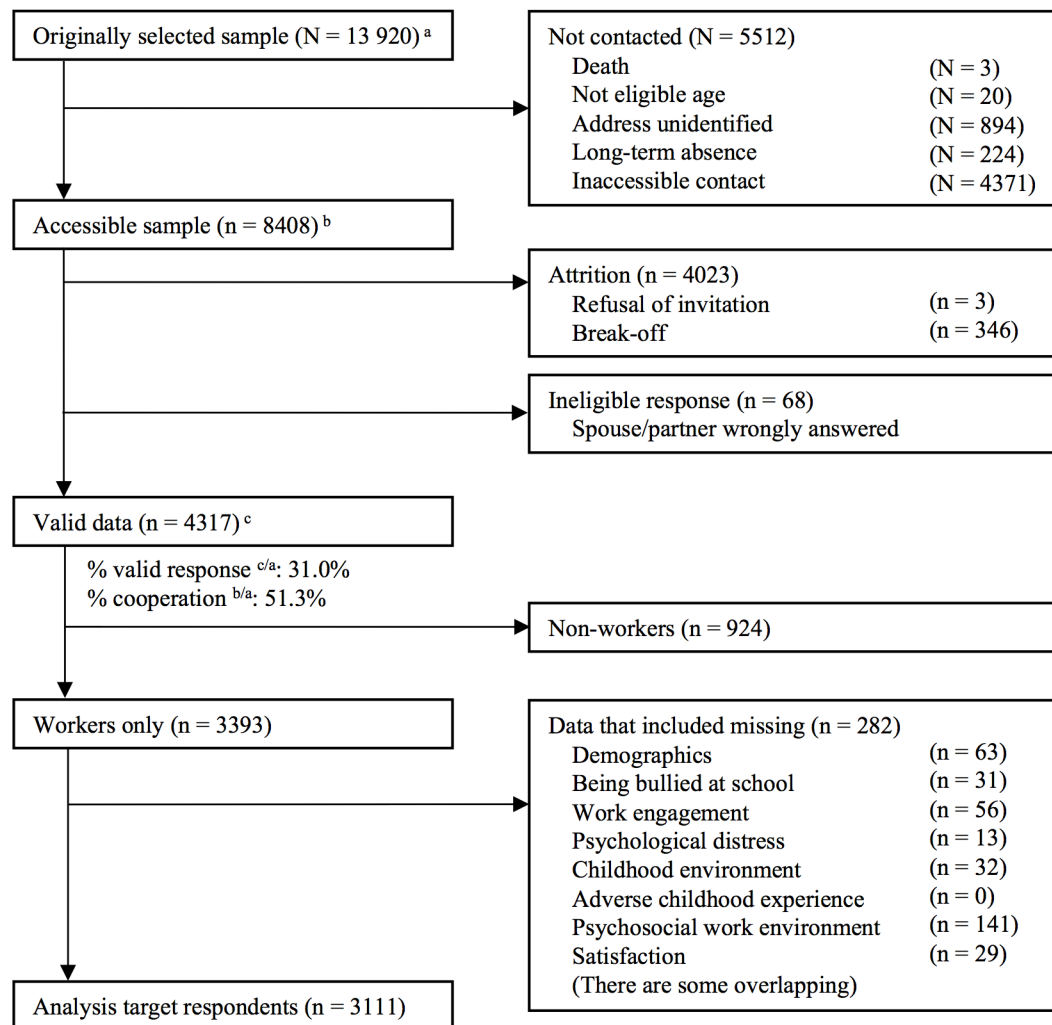 Originally selected sample (N = 13 920) a
Not contacted (N = 5512)
Death (N = 3)
Not eligible age (N = 20)
Address unidentified (N = 894)
Long-term absence (N = 224)
Inaccessible contact (N = 4371)
Accessible sample (n = 8408) b
Attrition (n = 4023)
Refusal of invitation (n = 3)
Break-off (n = 346)
Ineligible response (n = 68)
Spouse/partner wrongly answered
Valid data (n = 4317) c
% valid response c/a: 31.0%
% cooperation b/a: 51.3%
Non-workers (n = 924)
Workers only (n = 3393)
Data that included missing (n = 282)
Demographics (n = 63)
Being bullied at school (n = 31)
Work engagement (n = 56)
Psychological distress (n = 13)
Childhood environment (n = 32)
Adverse childhood experience (n = 0)
Psychosocial work environment (n = 141)
Satisfaction (n = 29)
(There are some overlapping)
Analysis target respondents (n = 3111)